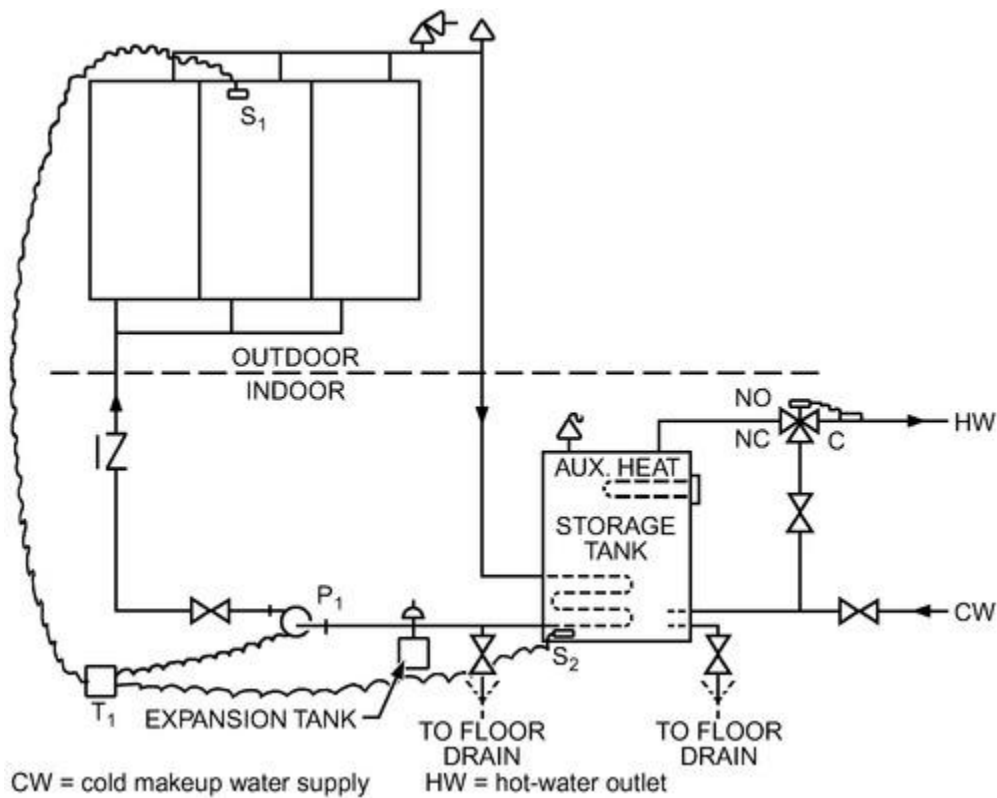 S1
OUTDOOR
INDOOR
NO
NC
C
HW
AUX. HEAT
STORAGE
TANK
P1
CW
S2
T1
EXPANSION TANK
TO FLOOR
DRAIN
TO FLOOR
DRAIN
CW = cold makeup water supply
HW = hot-water outlet